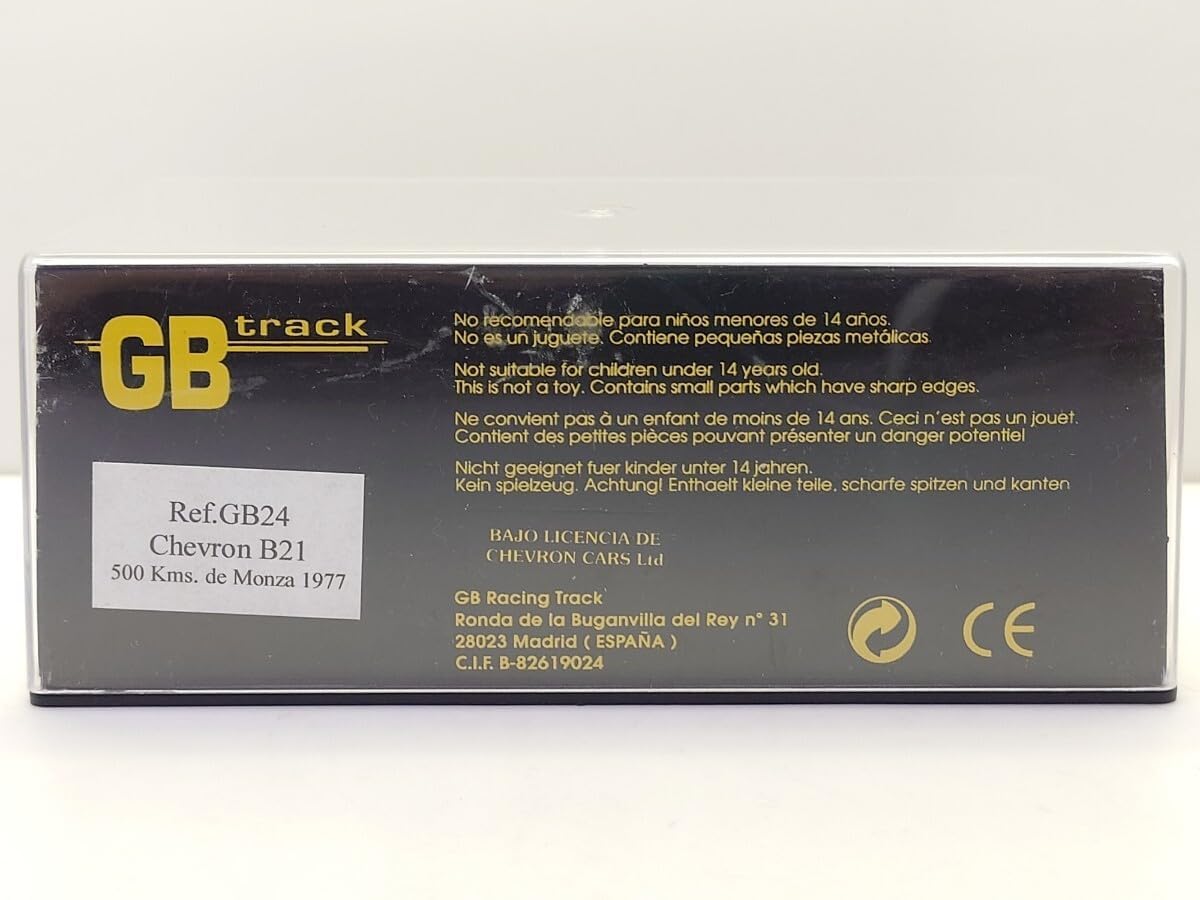 GB track
Ref.GB24
Chevron B21
500 Kms. de Monza 1977
No recomendable para niños menores de 14 años.
No es un juguete. Contiene pequeñas piezas metálicas.
Not suitable for children under 14 years old.
This is not a toy. Contains small parts which have sharp edges.
Ne convient pas à un enfant de moins de 14 ans. Ceci n'est pas un jouet.
Contient des petites pièces pouvant présenter un danger potentiel
Nicht geeignet fuer kinder unter 14 jahren.
Kein spielzeug. Achtung! Enthaelt kleine teile, scharfe spitzen und kanten
BAJO LICENCIA DE
CHEVRON CARS Ltd
GB Racing Track
Ronda de la Buganvilla del Rey nº 31
28023 Madrid ( ESPAÑA )
C.I.F. B-82619024
CE